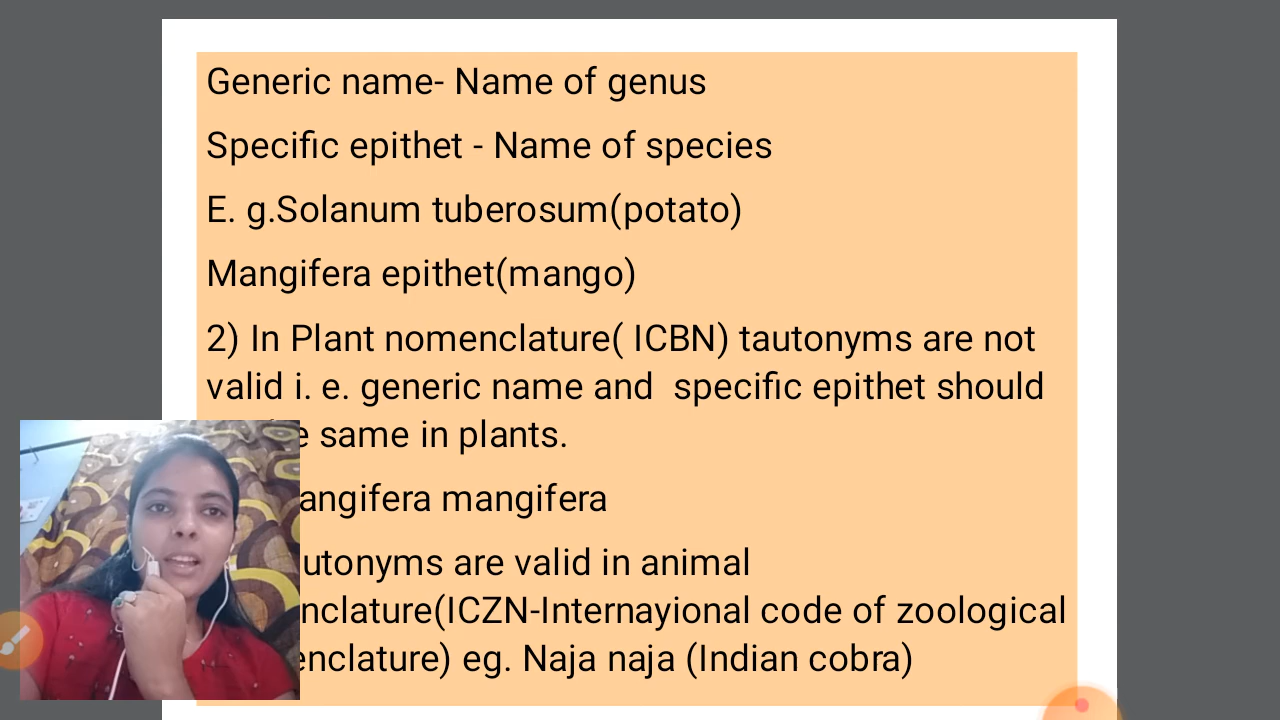 Generic name- Name of genus
Specific epithet - Name of species
E. g.Solanum tuberosum(potato)
Mangifera epithet(mango)
2) In Plant nomenclature( ICBN) tautonyms are not
valid i. e. generic name and specific epithet should
same in plants.
angifera mangifera
utonyms are valid in animal
nclature(ICZN-Internayional code of zoological
enclature) eg. Naja naja (Indian cobra)